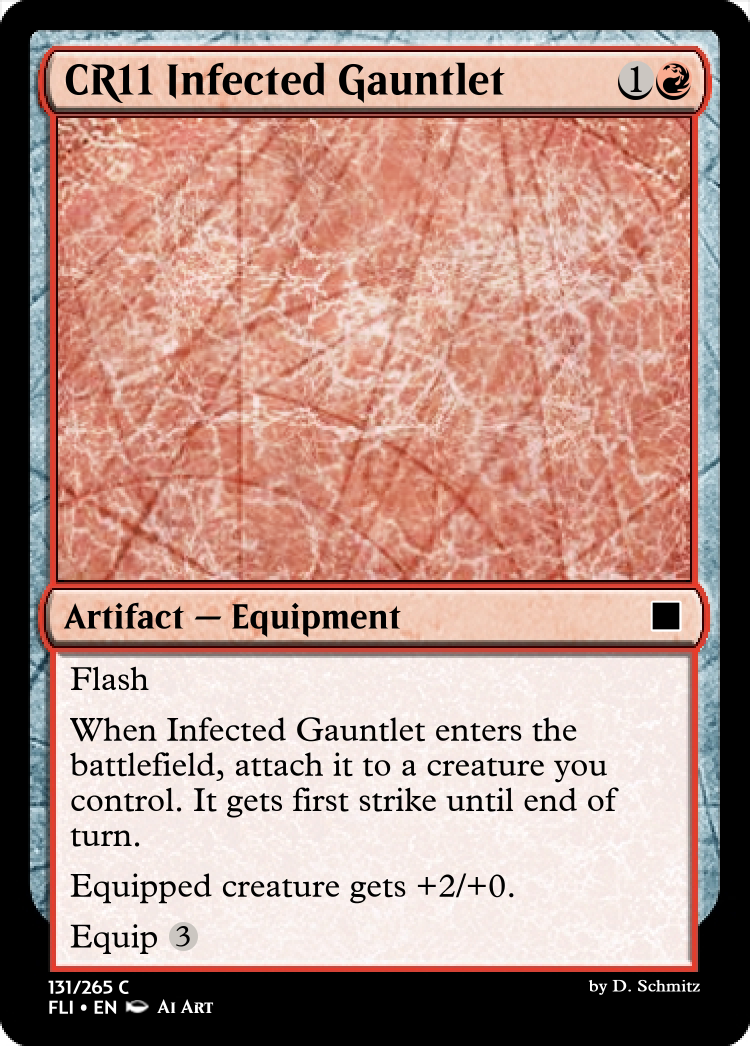 CR11 Infected Gauntlet 1
Artifact — Equipment
Flash
When Infected Gauntlet enters the
battlefield, attach it to a creature you
control. It gets first strike until end of
turn.
Equipped creature gets +2/+0.
Equip 3
131/265 C
FLI • EN AI ART
by D. Schmitz